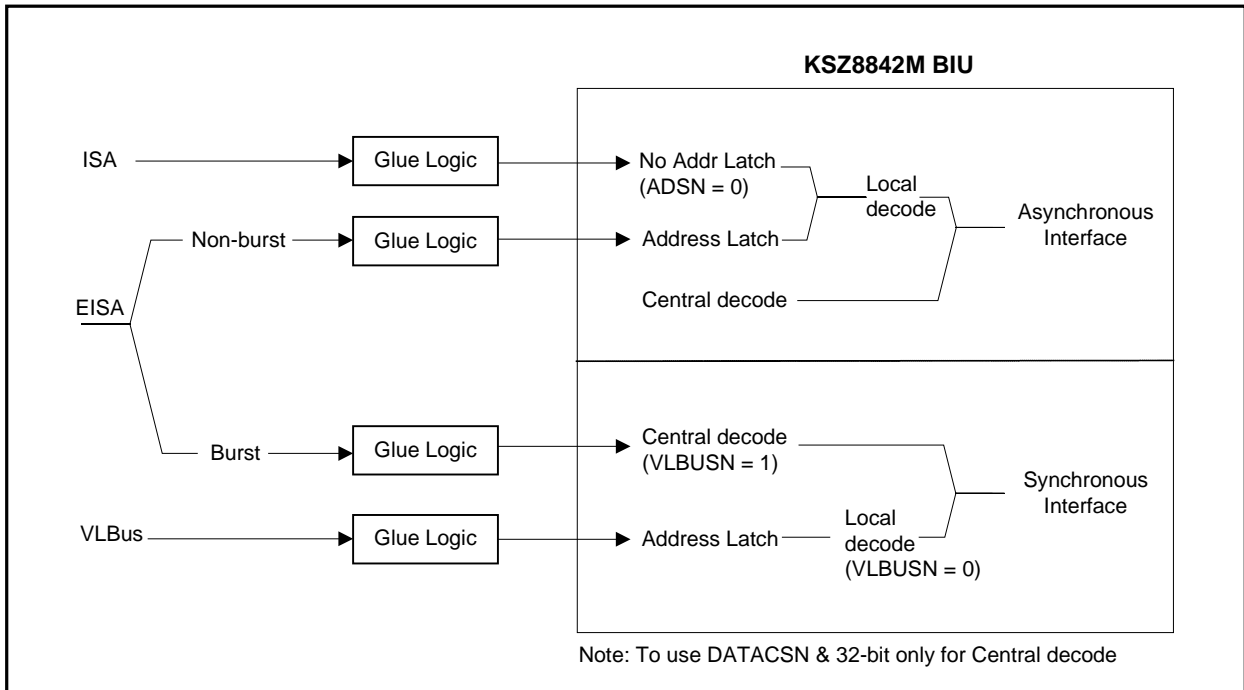 KSZ8842M BIU
ISA
Glue Logic
No Addr Latch
(ADSN = 0)
Local
decode
Asynchronous
Interface
Non-burst
Glue Logic
Address Latch
EISA
Central decode
Burst
Glue Logic
Central decode
(VLBUSN = 1)
Synchronous
Interface
VLBus
Glue Logic
Address Latch
Local
decode
(VLBUSN = 0)
Note: To use DATACSN & 32-bit only for Central decode